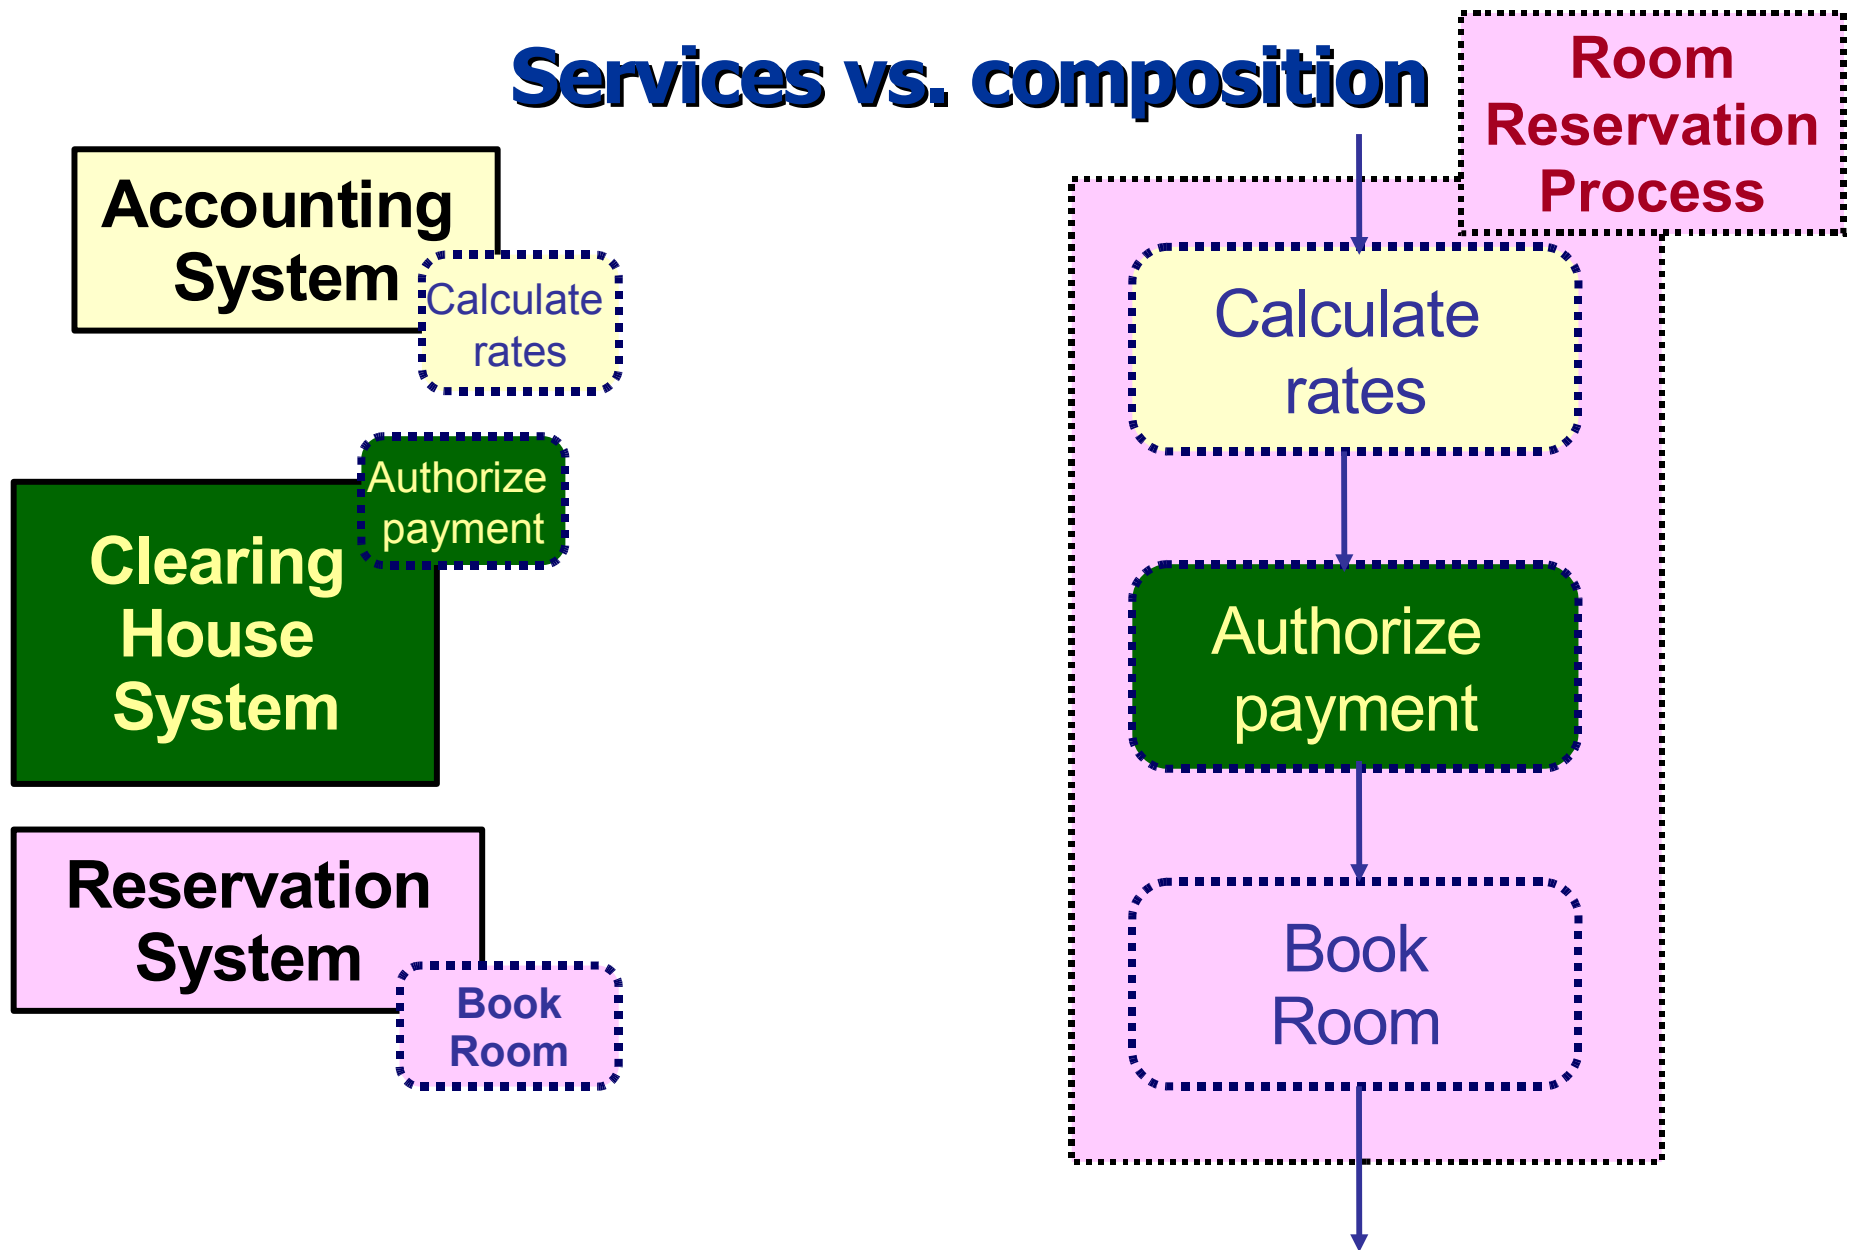 Services vs. composition
Room
Reservation
Process
Accounting
System
Calculate
rates
Authorize
payment
Clearing
House
System
Reservation
System
Book
Room
Calculate
rates
Authorize
payment
Book
Room